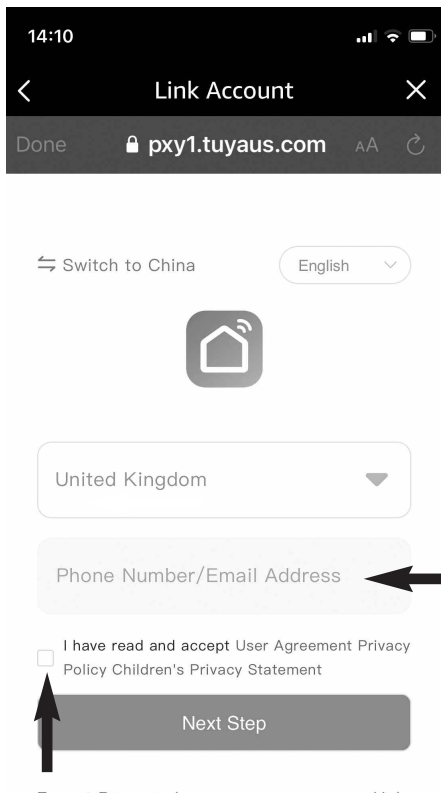 14:10
Link Account
Done pxy1.tuyaus.com AA
Switch to China English
United Kingdom
Phone Number/Email Address
I have read and accept User Agreement Privacy
Policy Children's Privacy Statement
Next Step